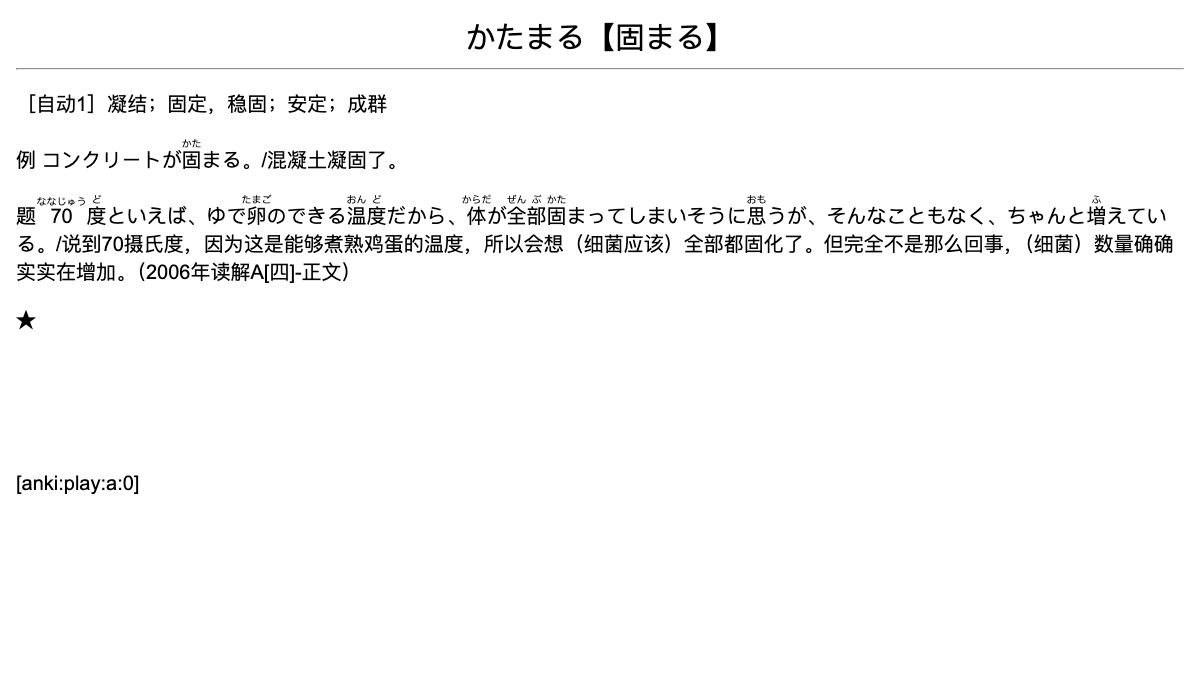 かたまる【固まる】
［自动1］凝结；固定，稳固；安定；成群
かた
例 コンクリートが固まる。/混凝土凝固了。
ななじゅう ど たまご おん ど からだ ぜん ぶ かた おも ふ
题 70 度といえば、ゆで卵のできる温度だから、体が全部固まってしまいそうに思うが、そんなこともなく、ちゃんと増えてい
る。/说到70摄氏度，因为这是能够煮熟鸡蛋的温度，所以会想（细菌应该）全部都固化了。但完全不是那么回事，（细菌）数量确确
实实在增加。（2006年读解A[四]-正文）
★
[anki:play:a:0]